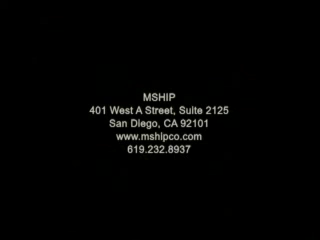 MSHIP
401 West A Street, Suite 2125
San Diego, CA 92101
www.mshipco.com
619.232.8937